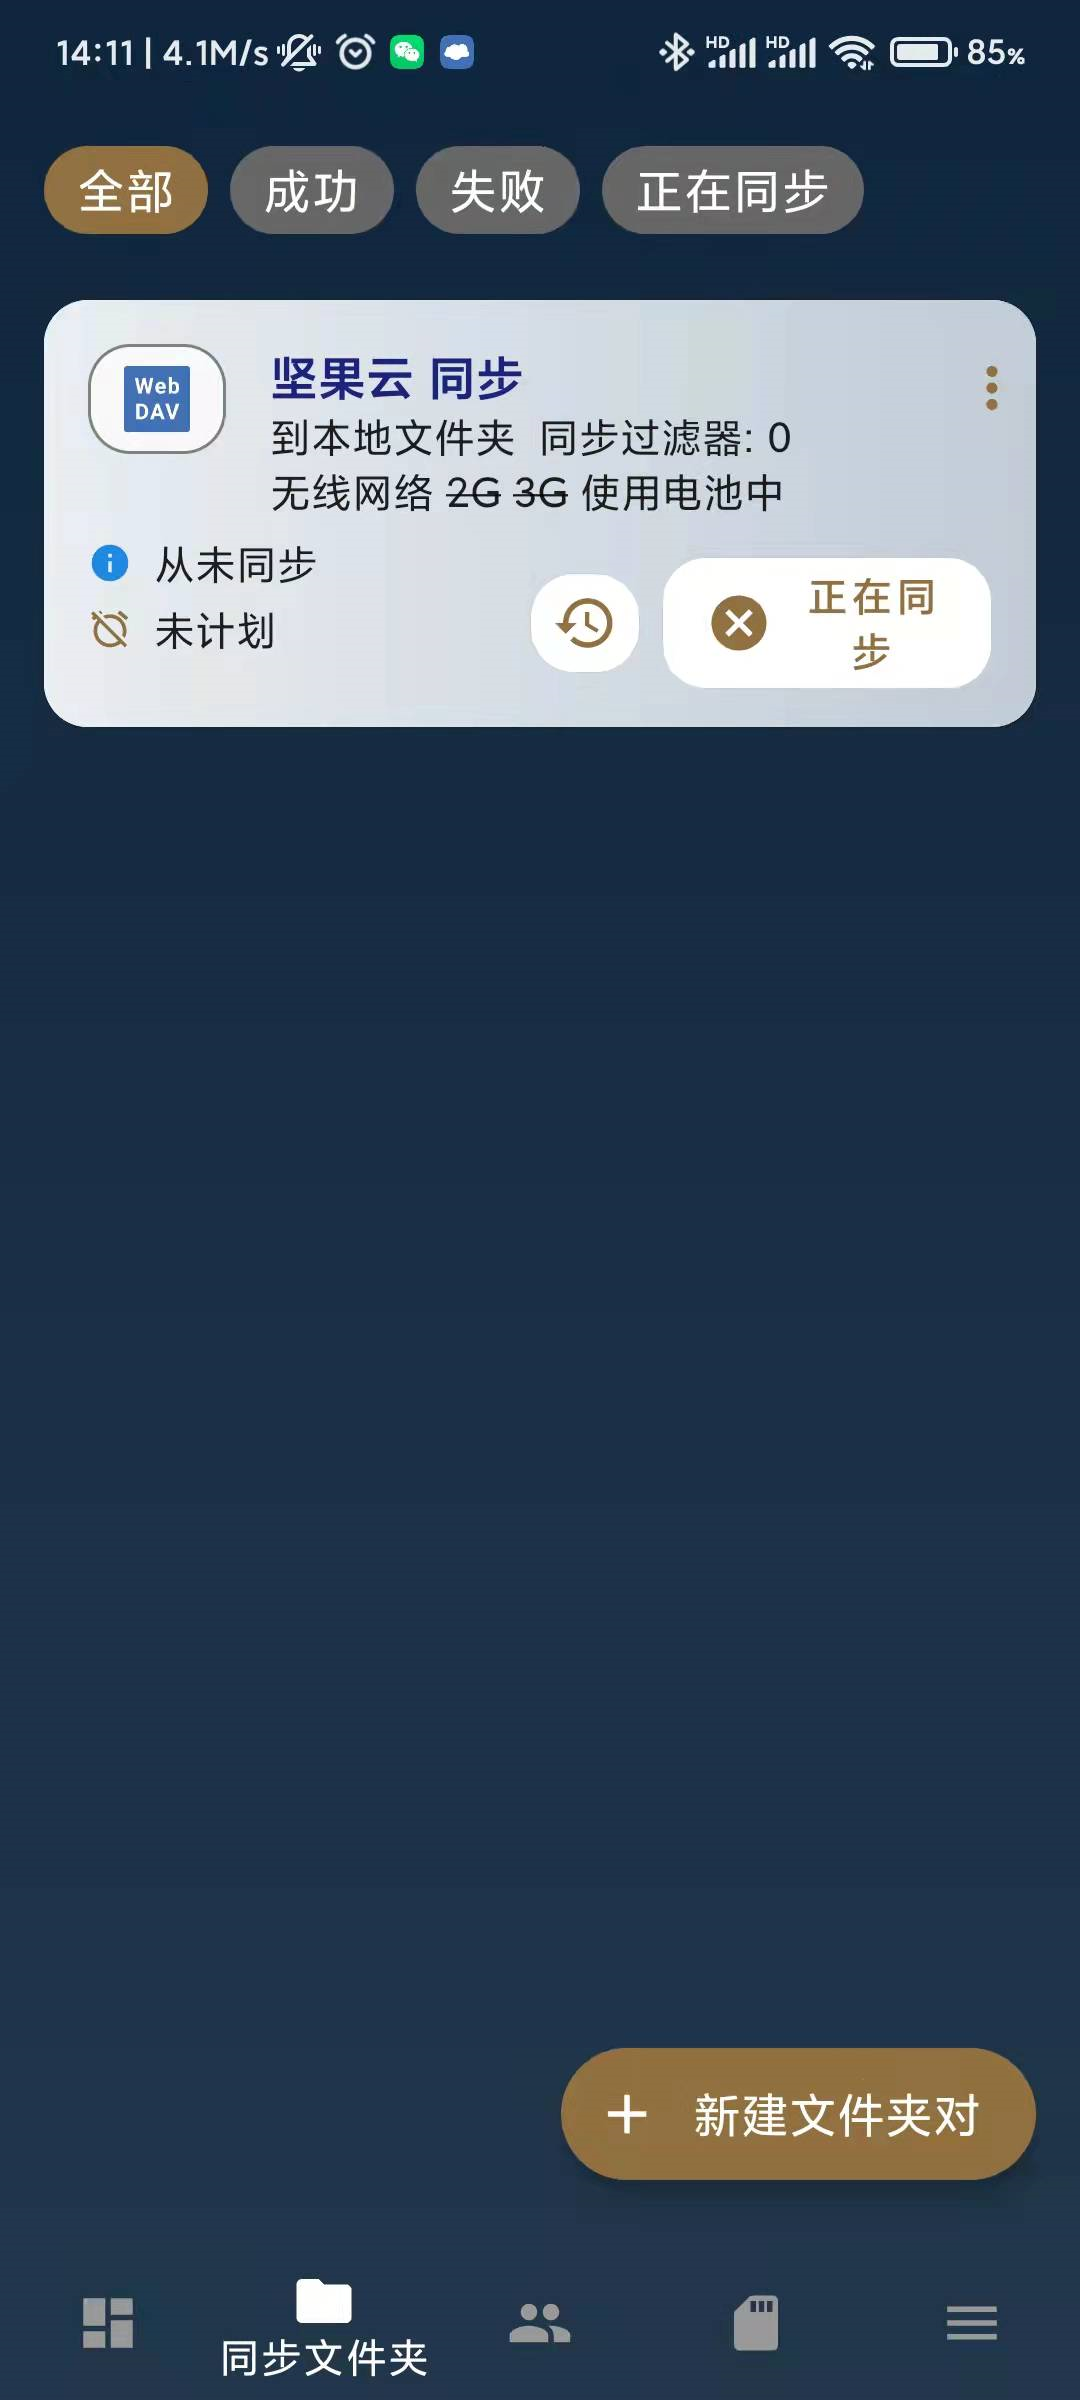 14:11 | 4.1M/s HD HD 85%
全部 成功 失败 正在同步
Web
DAV
坚果云 同步
到本地文件夹 同步过滤器: 0
无线网络 2G 3G 使用电池中
从未同步
未计划
正在同
步
新建文件夹对
同步文件夹